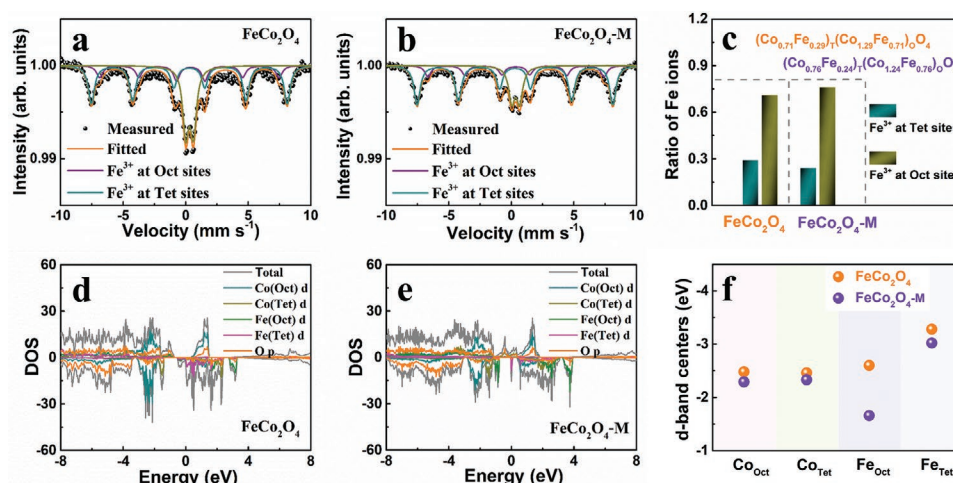 a
FeCo₂O₄
Intensity (arb. units)
1.00
0.99
Measured
Fitted
Fe³⁺ at Oct sites
Fe³⁺ at Tet sites
-10 -5 0 5 10
Velocity (mm s⁻¹)
b
FeCo₂O₄-M
Intensity (arb. units)
1.00
0.99
Measured
Fitted
Fe³⁺ at Oct sites
Fe³⁺ at Tet sites
-10 -5 0 5 10
Velocity (mm s⁻¹)
c
(Co₀.₇₁Fe₀.₂₉)T(Co₁.₂₉Fe₀.₇₁)OO₄
(Co₀.₇₆Fe₀.₂₄)T(Co₁.₂₄Fe₀.₇₆)OO
Ratio of Fe ions
1.2
0.9
0.6
0.3
0.0
Fe³⁺ at Tet sites
Fe³⁺ at Oct sites
FeCo₂O₄ FeCo₂O₄-M
d
DOS
60
30
0
-30
-60
Total
Co(Oct) d
Co(Tet) d
Fe(Oct) d
Fe(Tet) d
O p
FeCo₂O₄
-8 -4 0 4 8
Energy (eV)
e
DOS
60
30
0
-30
-60
Total
Co(Oct) d
Co(Tet) d
Fe(Oct) d
Fe(Tet) d
O p
FeCo₂O₄-M
-8 -4 0 4 8
Energy (eV)
f
FeCo₂O₄
FeCo₂O₄-M
d-band centers (eV)
-4
-3
-2
-1
CoOct CoTet FeOct FeTet